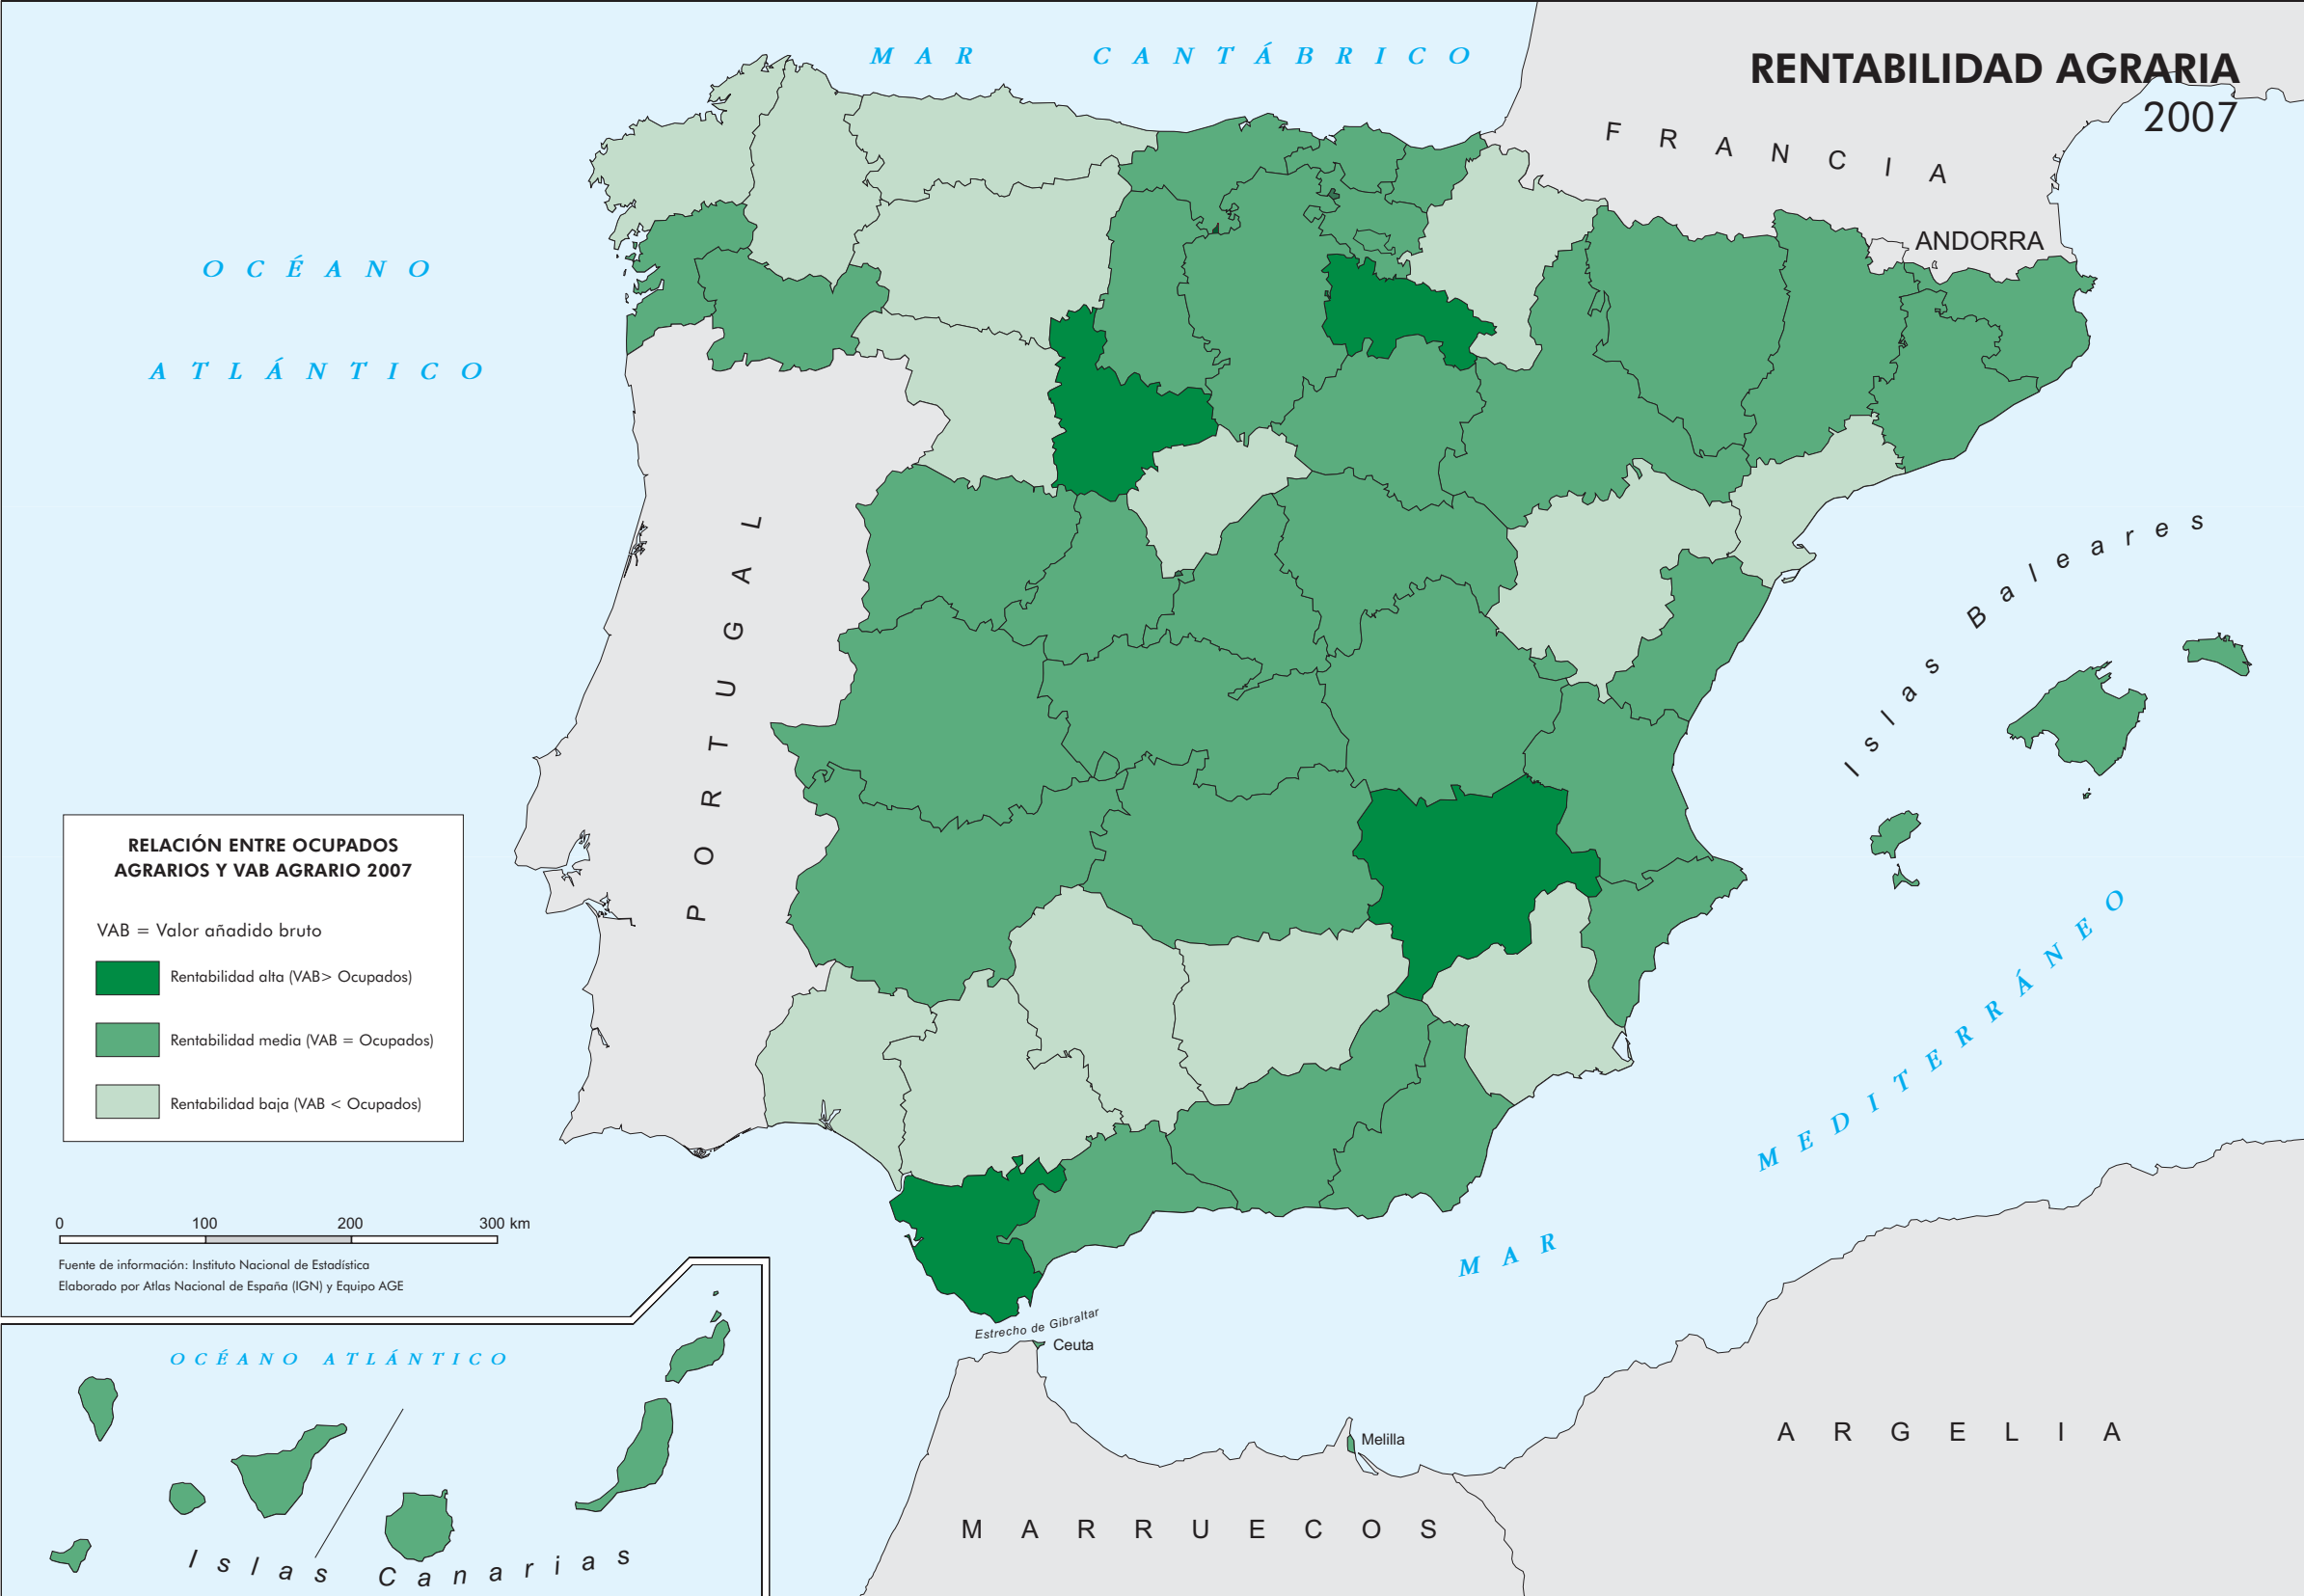 RENTABILIDAD AGRARIA
2007
MAR CANTÁBRICO
FRANCIA
ANDORRA
OCÉANO
ATLÁNTICO
PORTUGAL
Islas Baleares
MAR MEDITERRÁNEO
RELACIÓN ENTRE OCUPADOS
AGRARIOS Y VAB AGRARIO 2007
VAB = Valor añadido bruto
Rentabilidad alta (VAB> Ocupados)
Rentabilidad media (VAB = Ocupados)
Rentabilidad baja (VAB < Ocupados)
0 100 200 300 km
Fuente de información: Instituto Nacional de Estadística
Elaborado por Atlas Nacional de España (IGN) y Equipo AGE
Estrecho de Gibraltar
Ceuta
Melilla
OCÉANO ATLÁNTICO
Islas Canarias
MARRUECOS
ARGELIA